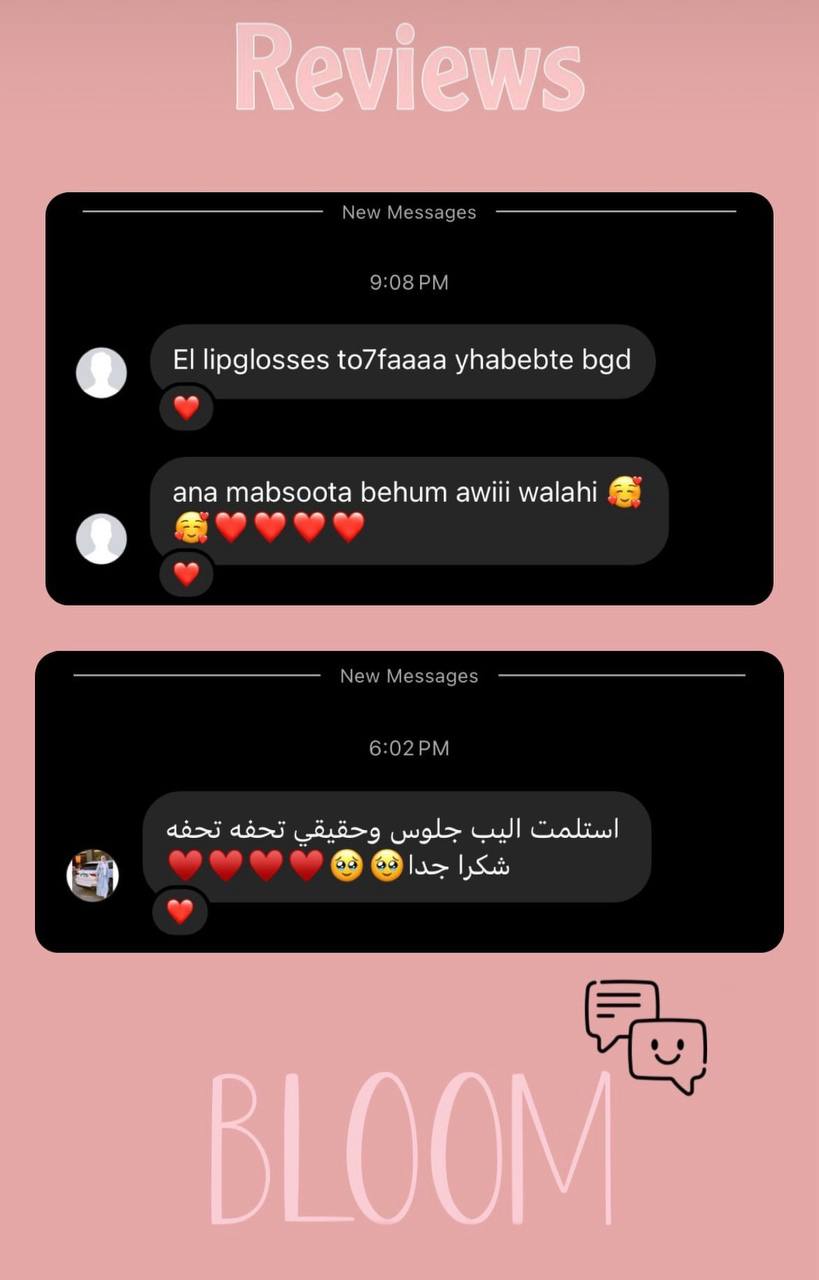 Reviews
New Messages
9:08 PM
El lipglosses to7faaaa yhabebte bgd
ana mabsoota behum awiii walahi 🥰
🥰❤️❤️❤️❤️
New Messages
6:02 PM
استلمت اليب جلوس وحقيقي تحفه تحفه
شكرا جدا🥹🥹♥️♥️♥️♥️
BLOOM